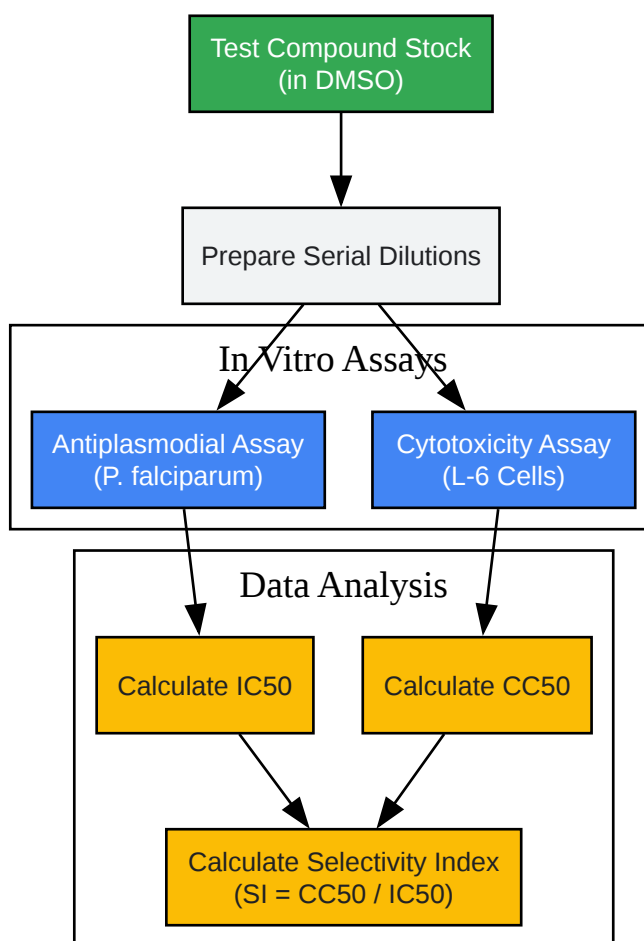 Test Compound Stock
(in DMSO)
Prepare Serial Dilutions
In Vitro Assays
Antiplasmodial Assay
(P. falciparum)
Cytotoxicity Assay
(L-6 Cells)
Data Analysis
Calculate IC50
Calculate CC50
Calculate Selectivity Index
(SI = CC50 / IC50)